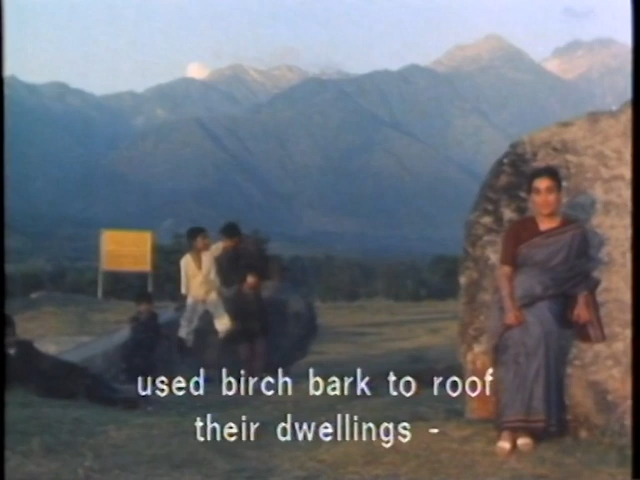 used birch bark to roof
their dwellings -